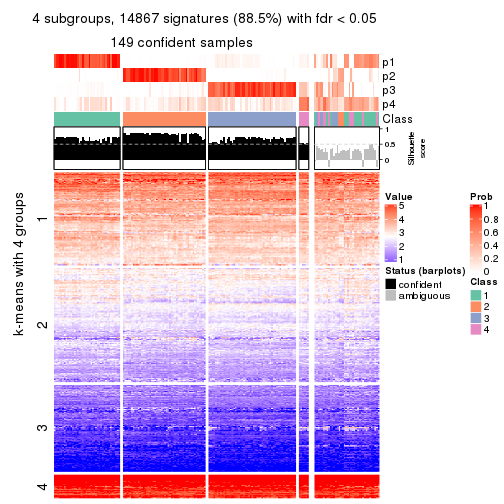 4 subgroups, 14867 signatures (88.5%) with fdr < 0.05
149 confident samples
p1
p2
p3
p4
Class
1
0.5
0
Silhouette
score
k-means with 4 groups
1
2
3
4
Value
5
4
3
2
1
Status (barplots)
confident
ambiguous
Prob
1
0.8
0.6
0.4
0.2
0
Class
1
2
3
4